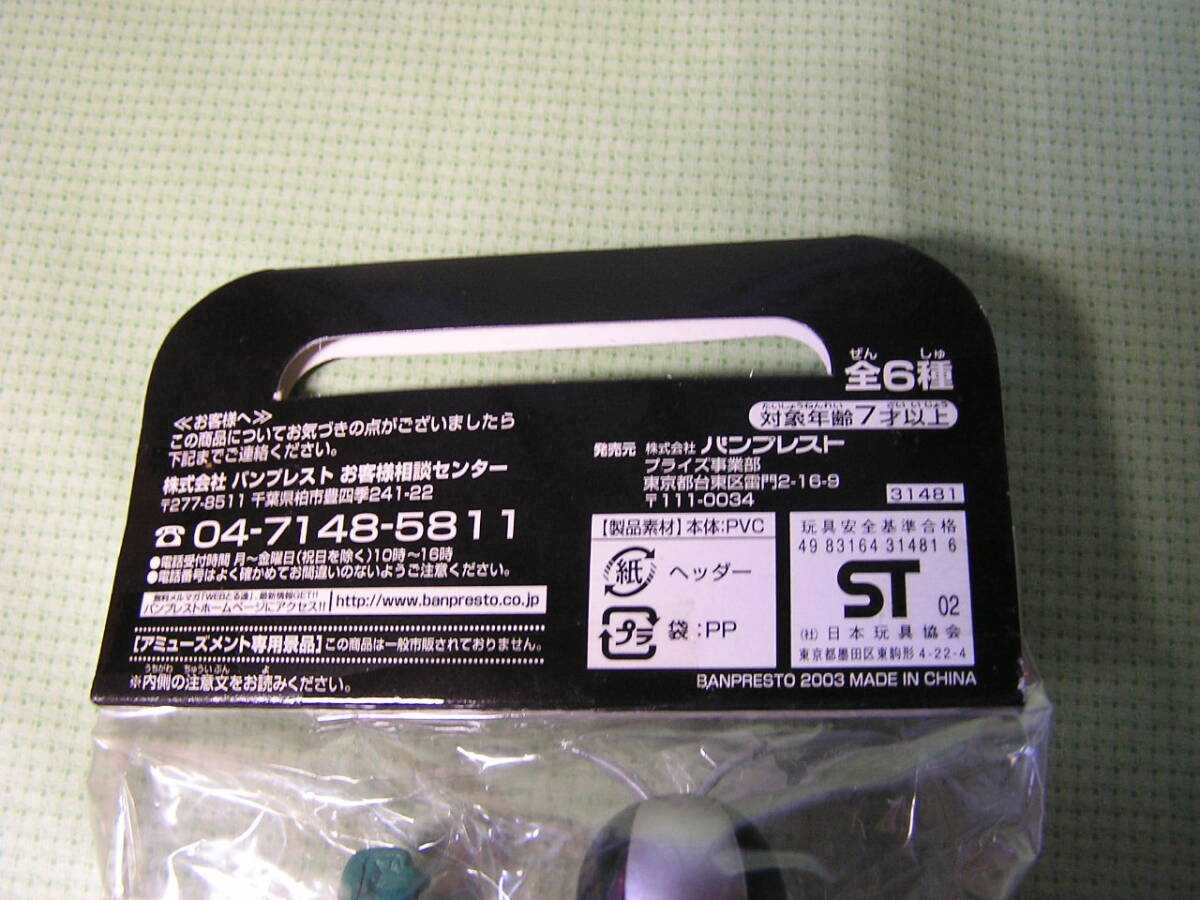 ぜん しゅ
全6種
たいしょうねんれい さい いじょう
対象年齢7才以上
≪お客様へ≫
この商品についてお気づきの点がございましたら
下記までご連絡ください。
株式会社 バンプレスト お客様相談センター
〒277-8511 千葉県柏市豊四季241-22
☎ 04-7148-5811
●電話受付時間 月～金曜日(祝日を除く)10時～16時
●電話番号はよく確かめてお間違いのないようご注意ください。
無料メルマガ「WEBとる速」、最新情報GET!!
バンプレストホームページにアクセス!! http://www.banpresto.co.jp
[アミューズメント専用景品]この商品は一般市販されておりません。
うちがわ ちゅういぶん よ
※内側の注意文をお読みください。
発売元 株式会社 バンプレスト
プライズ事業部
東京都台東区雷門2-16-9
〒111-0034
31481
【製品素材】本体:PVC
紙 ヘッダー
プラ 袋:PP
玩具安全基準合格
49 83164 31481 6
ST 02
(社)日本玩具協会
東京都墨田区東駒形4-22-4
BANPRESTO 2003 MADE IN CHINA